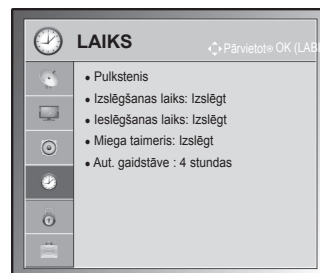 LAIKS
Pārvietot OK (LAB
• Pulkstenis
• Izslēgšanas laiks: Izslēgt
• Ieslēgšanas laiks: Izslēgt
• Miega taimeris: Izslēgt
• Aut. gaidstāve : 4 stundas